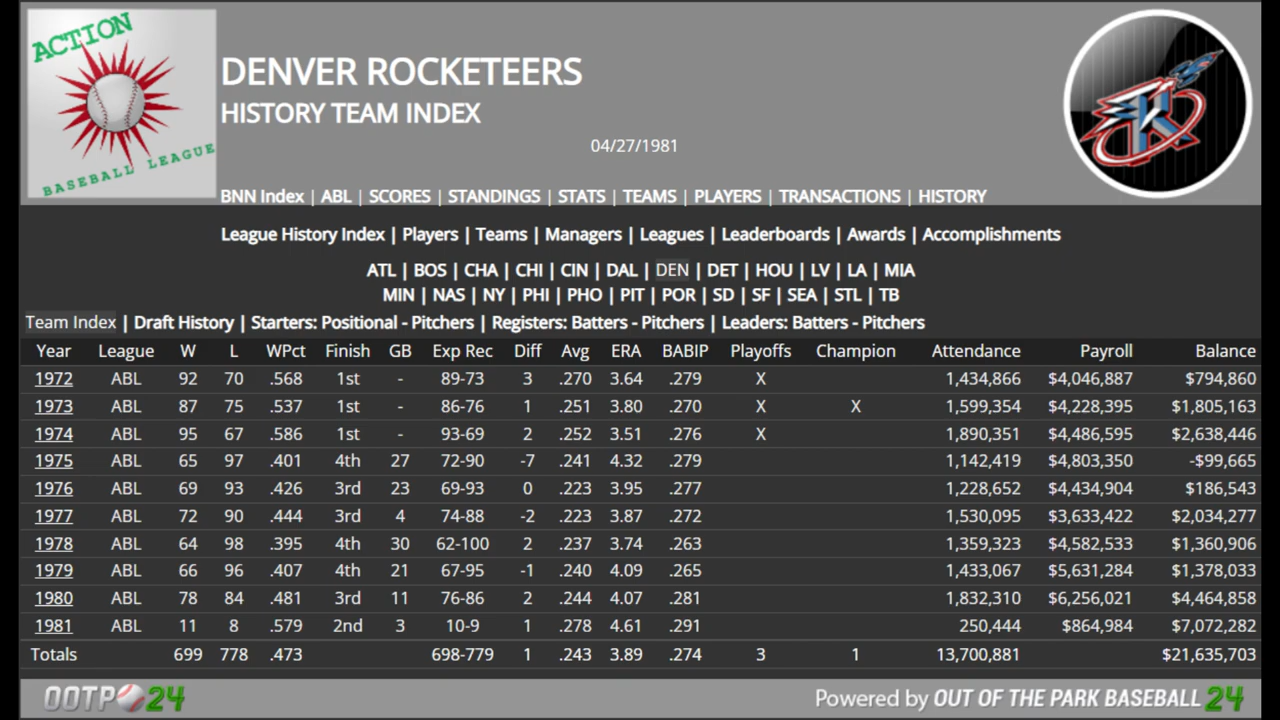 ACTION
BASEBALL LEAGUE
DENVER ROCKETEERS
HISTORY TEAM INDEX
04/27/1981
BNN Index | ABL | SCORES | STANDINGS | STATS | TEAMS | PLAYERS | TRANSACTIONS | HISTORY
League History Index | Players | Teams | Managers | Leagues | Leaderboards | Awards | Accomplishments
ATL | BOS | CHA | CHI | CIN | DAL | DEN | DET | HOU | LV | LA | MIA
MIN | NAS | NY | PHI | PHO | PIT | POR | SD | SF | SEA | STL | TB
Team Index | Draft History | Starters: Positional - Pitchers | Registers: Batters - Pitchers | Leaders: Batters - Pitchers
Year League W L WPct Finish GB Exp Rec Diff Avg ERA BABIP Playoffs Champion Attendance Payroll Balance
1972 ABL 92 70 .568 1st - 89-73 3 .270 3.64 .279 X 1,434,866 $4,046,887 $794,860
1973 ABL 87 75 .537 1st - 86-76 1 .251 3.80 .270 X X 1,599,354 $4,228,395 $1,805,163
1974 ABL 95 67 .586 1st - 93-69 2 .252 3.51 .276 X 1,890,351 $4,486,595 $2,638,446
1975 ABL 65 97 .401 4th 27 72-90 -7 .241 4.32 .279 1,142,419 $4,803,350 -$99,665
1976 ABL 69 93 .426 3rd 23 69-93 0 .223 3.95 .277 1,228,652 $4,434,904 $186,543
1977 ABL 72 90 .444 3rd 4 74-88 -2 .223 3.87 .272 1,530,095 $3,633,422 $2,034,277
1978 ABL 64 98 .395 4th 30 62-100 2 .237 3.74 .263 1,359,323 $4,582,533 $1,360,906
1979 ABL 66 96 .407 4th 21 67-95 -1 .240 4.09 .265 1,433,067 $5,631,284 $1,378,033
1980 ABL 78 84 .481 3rd 11 76-86 2 .244 4.07 .281 1,832,310 $6,256,021 $4,464,858
1981 ABL 11 8 .579 2nd 3 10-9 1 .278 4.61 .291 250,444 $864,984 $7,072,282
Totals 699 778 .473 698-779 1 .243 3.89 .274 3 1 13,700,881 $21,635,703
OOTP 24
Powered by OUT OF THE PARK BASEBALL 24